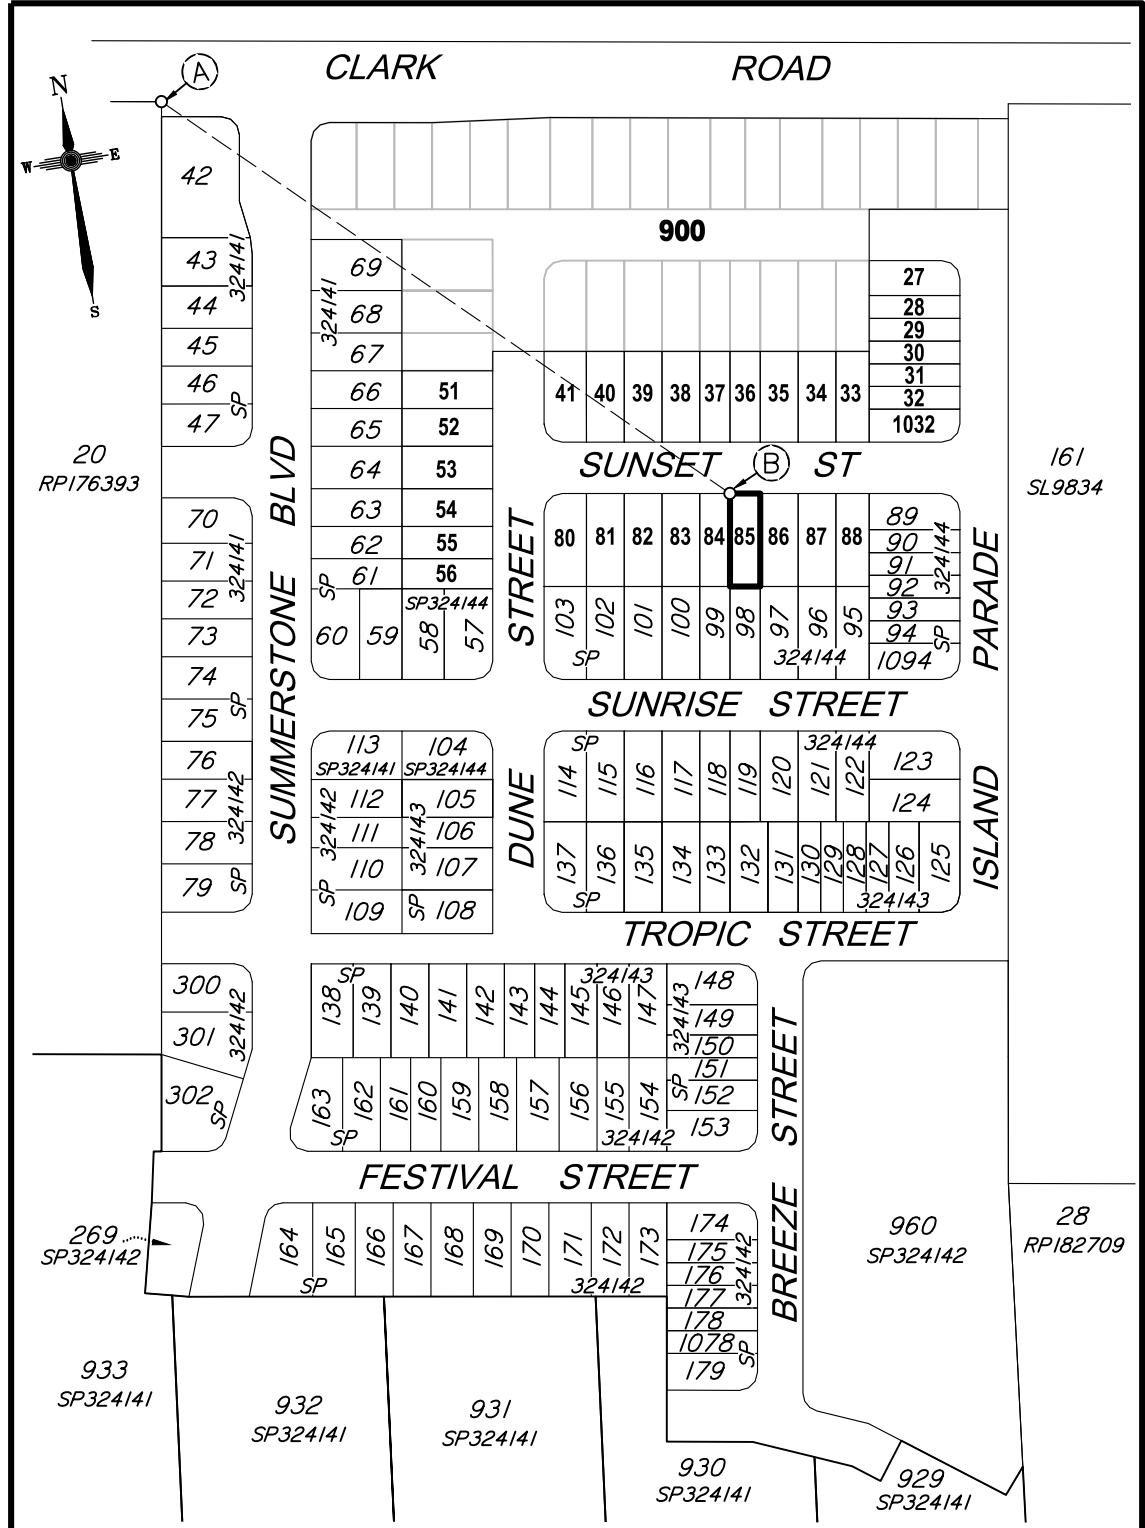 CLARK ROAD
A
N
W E
S
42
43
44
324141
45
46
47
SP
20
RP176393
69
68
67
324141
66
65
64
63
62
61
SP
60 59
51
52
53
54
55
56
SP324144
58 57
900
27
28
29
30
31
32
1032
41 40 39 38 37 36 35 34 33
SUNSET ST
B
161
SL9834
80 81 82 83 84 85 86 87 88
89
90
91
92
93
94
1094
324144
SP
103 102 101 100 99 98 97 96 95
SP 324144
SUMMERSTONE BLVD
DUNE STREET
ISLAND PARADE
70
71
72
73
74
75
324141
SP
76
77
78
79
324142
SP
SUNRISE STREET
113
SP324141
104
SP324144
112
111
110
109
324142
SP
105
106
107
108
324143
SP
SP 324144
114 115 116 117 118 119 120 121 122
123
124
137 136 135 134 133 132 131 130 129 128 127 126 125
SP 324143
TROPIC STREET
300
301
302
324142
SP
SP 324143
138 139 140 141 142 143 144 145 146 147
148
149
150
151
152
153
324143
SP
163 162 161 160 159 158 157 156 155 154
SP 324142
FESTIVAL STREET
BREEZE STREET
269
SP324142
164 165 166 167 168 169 170 171 172 173
SP 324142
174
175
176
177
178
1078
179
324142
SP
960
SP324142
28
RP182709
933
SP324141
932
SP324141
931
SP324141
930
SP324141
929
SP324141